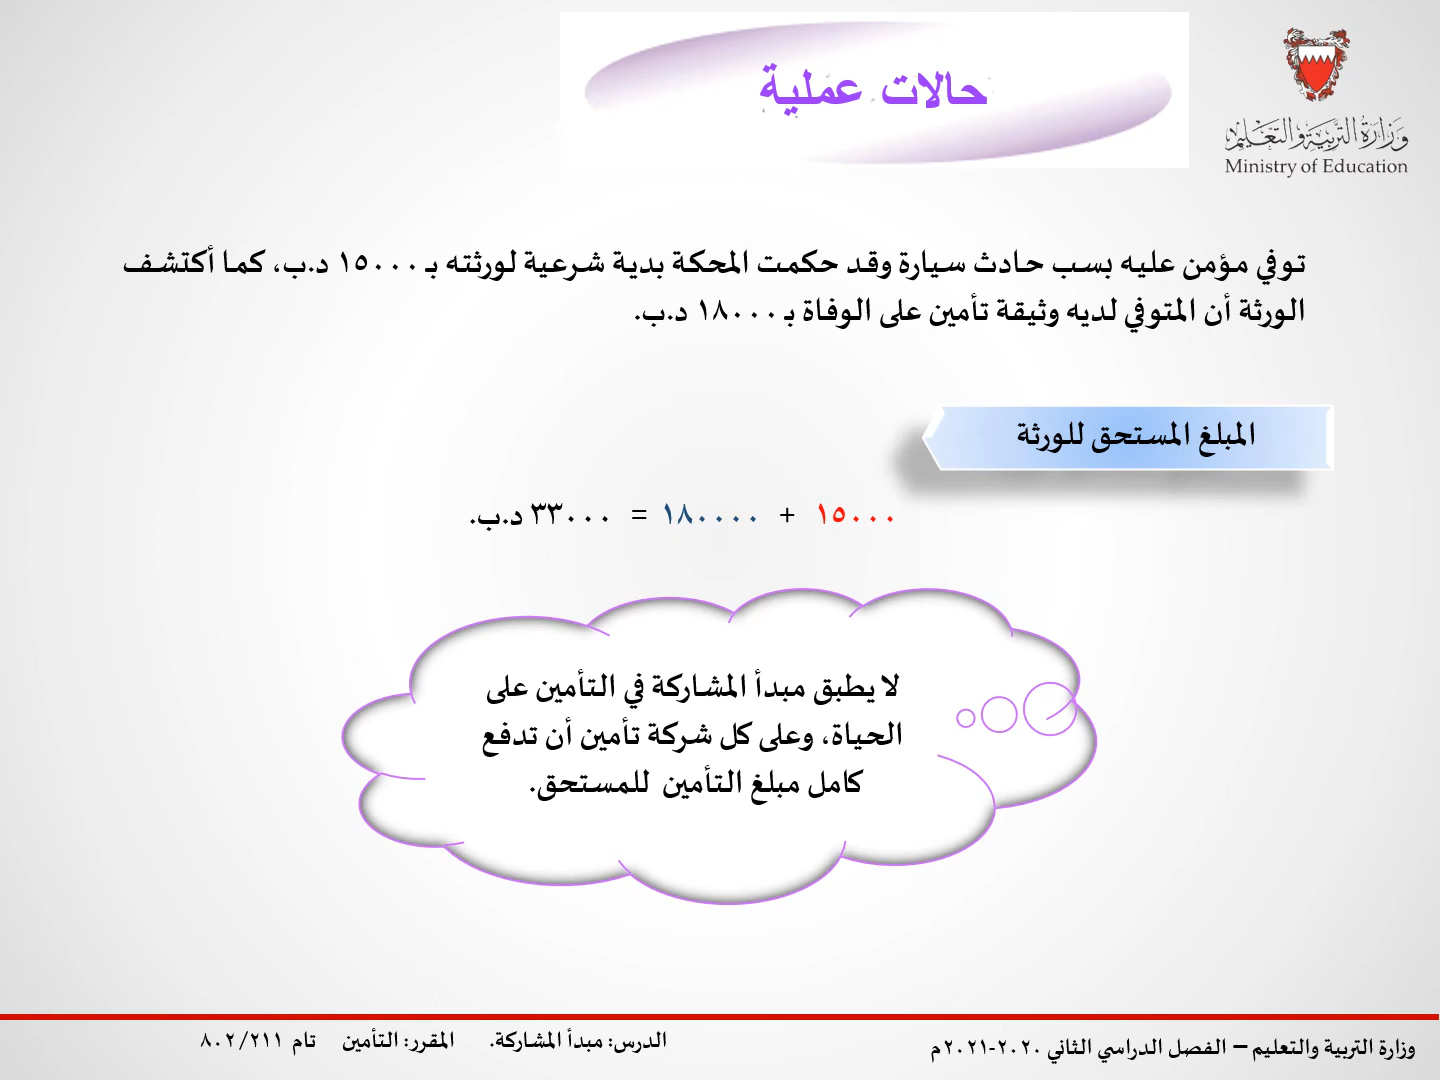 حالات عملية
وزارة التربية والتعليم
Ministry of Education
توفي مؤمن عليه بسب حادث سيارة وقد حكمت المحكة بدية شرعية لورثته بـ ١٥٠٠٠ د.ب، كما أكتشف
الورثة أن المتوفي لديه وثيقة تأمين على الوفاة بـ ١٨٠٠٠ د.ب.
المبلغ المستحق للورثة
١٥٠٠٠ + ١٨٠٠٠٠ = ٣٣٠٠٠ د.ب.
لا يطبق مبدأ المشاركة في التأمين على
الحياة، وعلى كل شركة تأمين أن تدفع
كامل مبلغ التأمين للمستحق.
وزارة التربية والتعليم – الفصل الدراسي الثاني ٢٠٢٠-٢٠٢١م
الدرس: مبدأ المشاركة. المقرر: التأمين تام ٨٠٢/٢١١